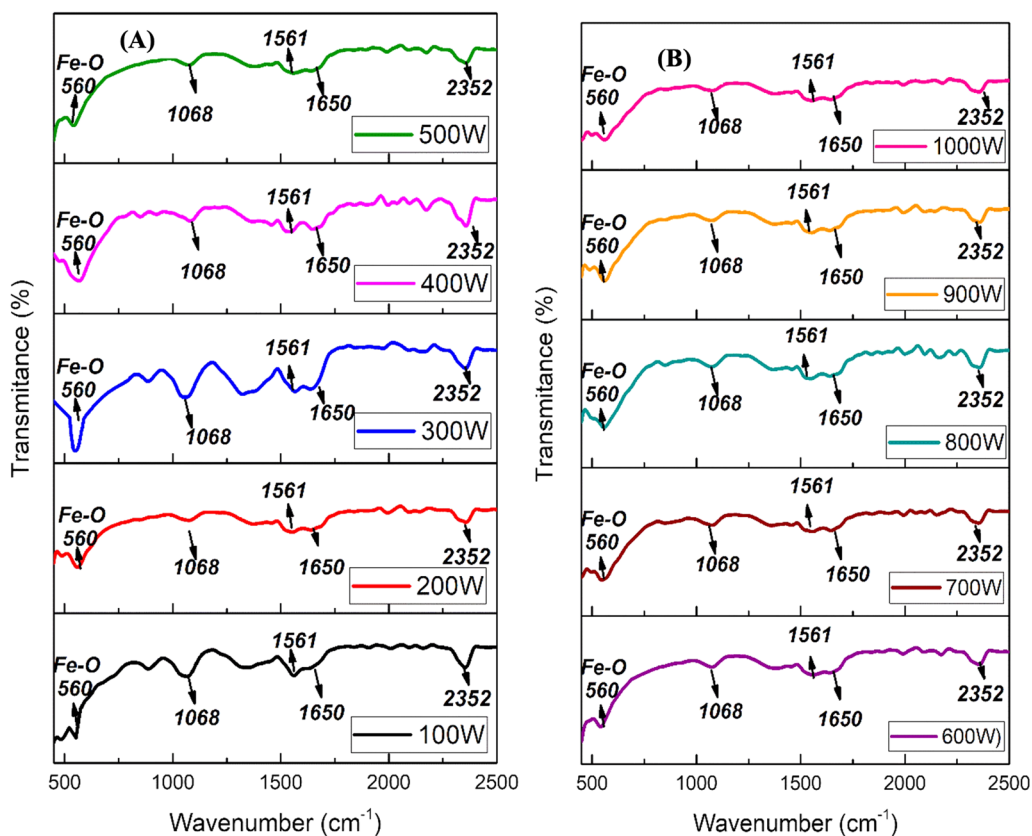 (A)
Fe-O
560
1068
1561
1650
2352
500W
Fe-O
560
1068
1561
1650
2352
400W
Fe-O
560
1068
1561
1650
2352
300W
Fe-O
560
1068
1561
1650
2352
200W
Fe-O
560
1068
1561
1650
2352
100W
500 1000 1500 2000 2500
Wavenumber (cm-1)
Transmitance (%)
(B)
Fe-O
560
1068
1561
1650
2352
1000W
Fe-O
560
1068
1561
1650
2352
900W
Fe-O
560
1068
1561
1650
2352
800W
Fe-O
560
1068
1561
1650
2352
700W
Fe-O
560
1068
1561
1650
2352
600W)
500 1000 1500 2000 2500
Wavenumber (cm-1)
Transmitance (%)